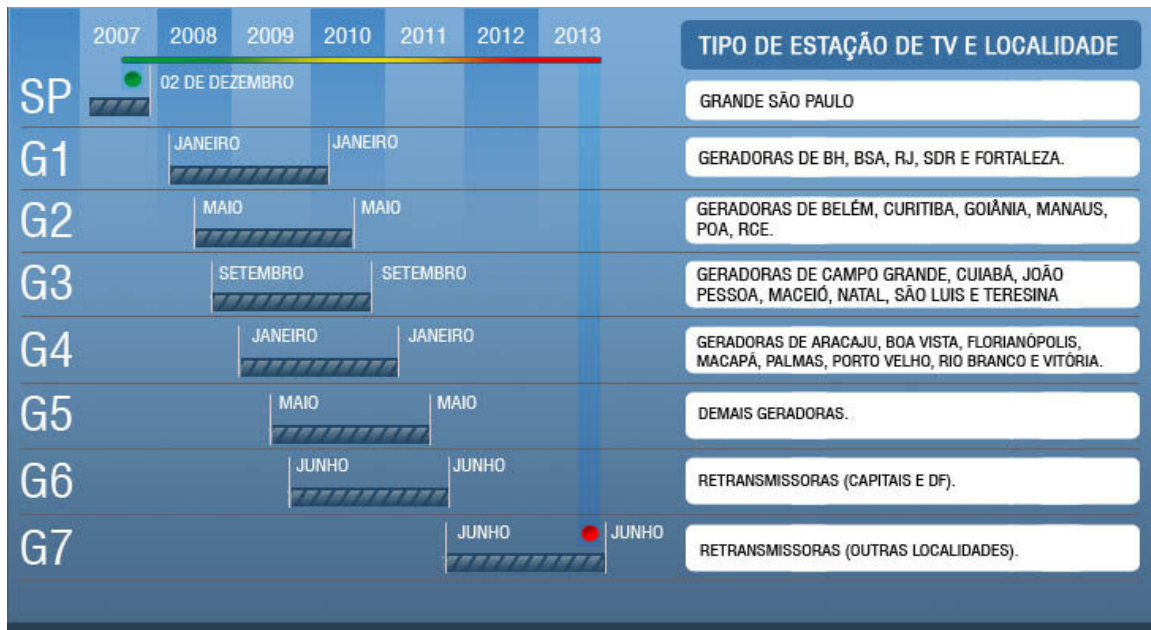 2007 2008 2009 2010 2011 2012 2013
TIPO DE ESTAÇÃO DE TV E LOCALIDADE
SP
02 DE DEZEMBRO
GRANDE SÃO PAULO
G1
JANEIRO JANEIRO
GERADORAS DE BH, BSA, RJ, SDR E FORTALEZA.
G2
MAIO MAIO
GERADORAS DE BELÉM, CURITIBA, GOIÂNIA, MANAUS,
POA, RCE.
G3
SETEMBRO SETEMBRO
GERADORAS DE CAMPO GRANDE, CUIABÁ, JOÃO
PESSOA, MACEIÓ, NATAL, SÃO LUIS E TERESINA
G4
JANEIRO JANEIRO
GERADORAS DE ARACAJU, BOA VISTA, FLORIANÓPOLIS,
MACAPÁ, PALMAS, PORTO VELHO, RIO BRANCO E VITÓRIA.
G5
MAIO MAIO
DEMAIS GERADORAS.
G6
JUNHO JUNHO
RETRANSMISSORAS (CAPITAIS E DF).
G7
JUNHO JUNHO
RETRANSMISSORAS (OUTRAS LOCALIDADES).